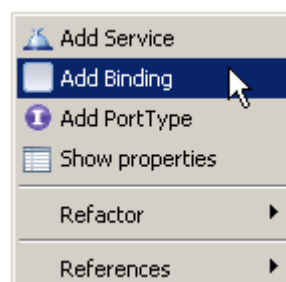 Add Service
Add Binding
Add PortType
Show properties
Refactor
References